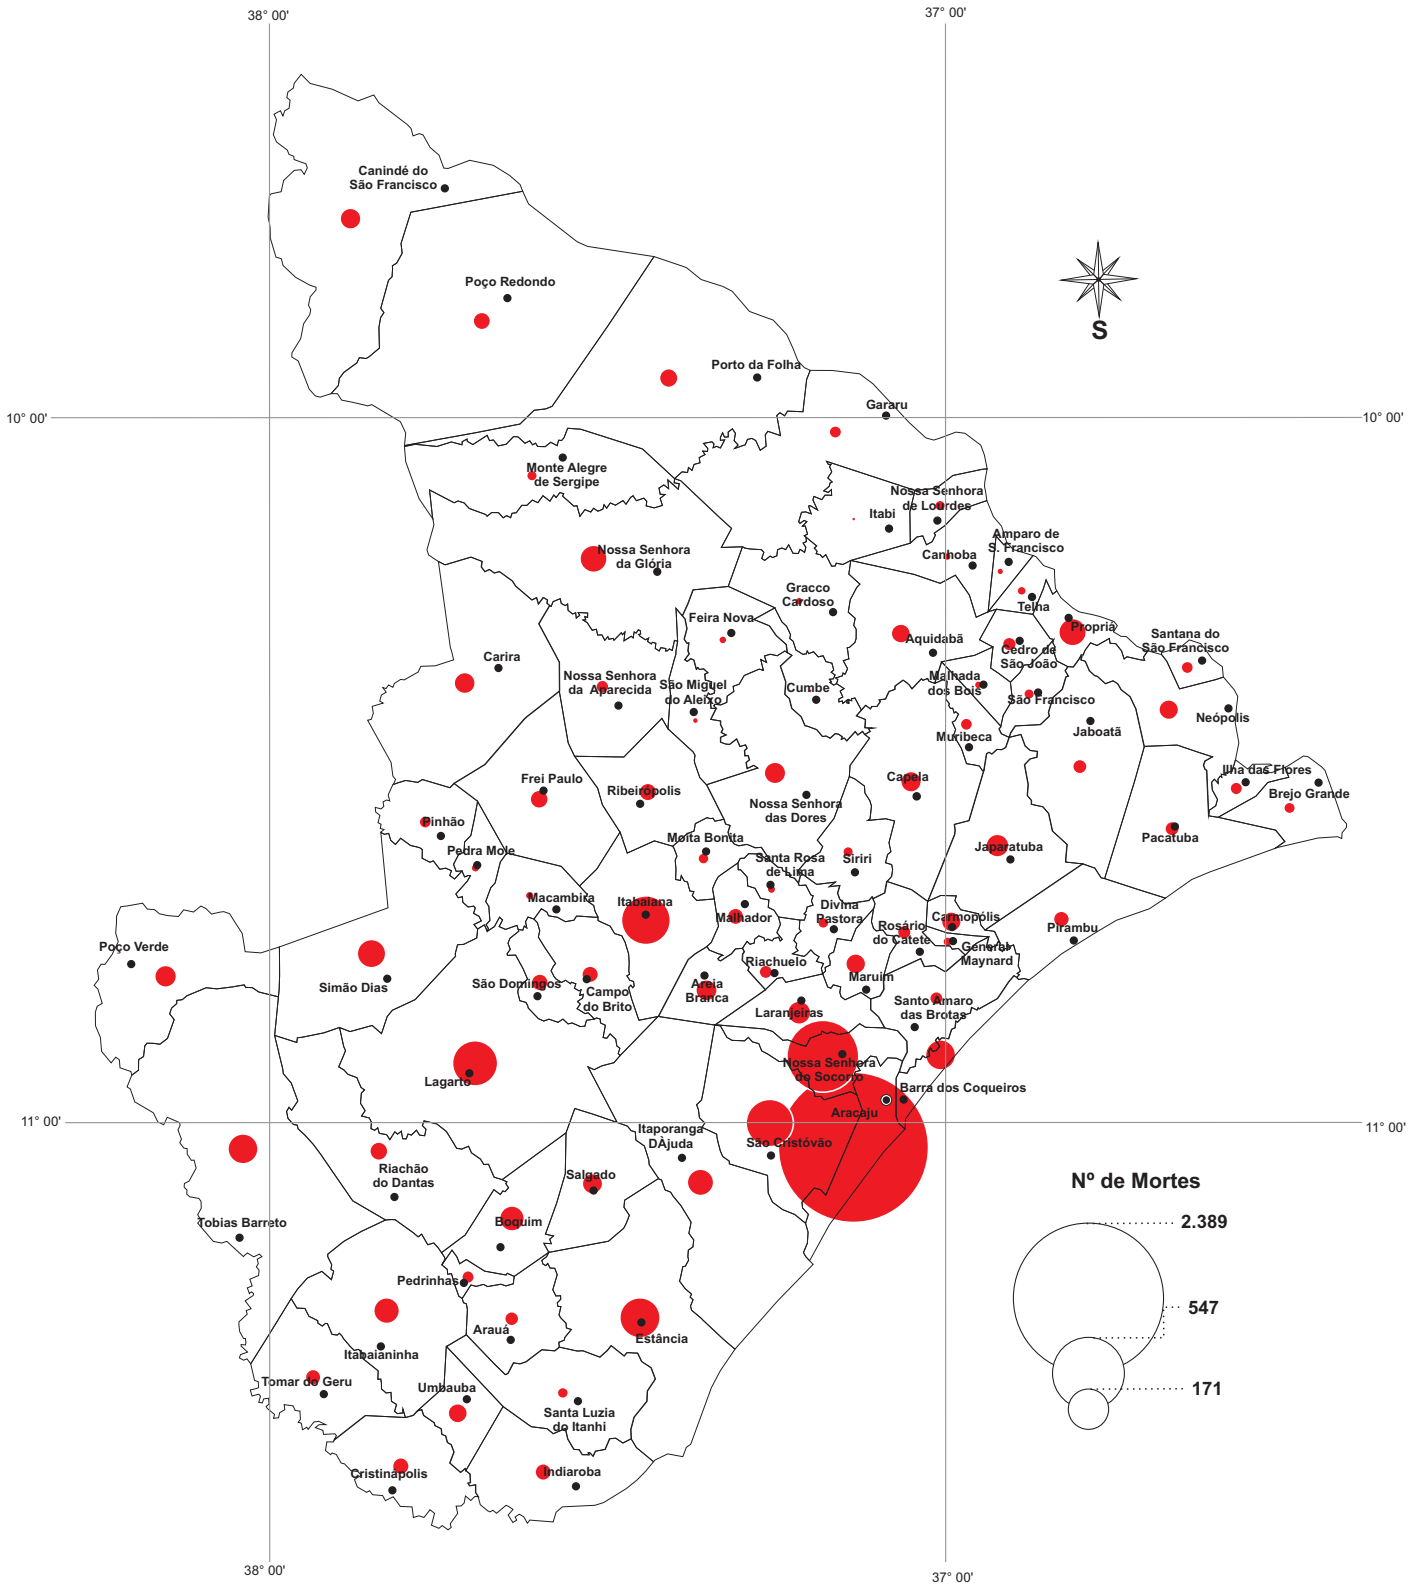 38° 00'
37° 00'
Canindé do
São Francisco
Poço Redondo
S
Porto da Folha
10° 00'
Gararu
10° 00'
Monte Alegre
de Sergipe
Nossa Senhora
de Lourdes
Itabi
Nossa Senhora
da Glória
Canhoba
Amparo de
S. Francisco
Gracco
Cardoso
Telha
Feira Nova
Propriá
Aquidabã
Santana do
São Francisco
Cedro de
São João
Carira
Nossa Senhora
da Aparecida
São Miguel
do Aleixo
Cumbe
Malhada
dos Bois
São Francisco
Neópolis
Jaboatã
Muribeca
Frei Paulo
Ribeirópolis
Capela
Ilha das Flores
Brejo Grande
Nossa Senhora
das Dores
Pinhão
Pedra Mole
Moita Bonita
Santa Rosa
de Lima
Siriri
Japaratuba
Pacatuba
Macambira
Itabaiana
Malhador
Divina
Pastora
Rosário
do Catete
Carmopólis
General
Maynard
Pirambu
Poço Verde
Simão Dias
São Domingos
Campo
do Brito
Areia
Branca
Riachuelo
Maruim
Laranjeiras
Santo Amaro
das Brotas
Nossa Senhora
do Socorro
Lagarto
Barra dos Coqueiros
Aracaju
11° 00'
11° 00'
Itaporanga
DÀjuda
São Cristóvão
Riachão
do Dantas
Salgado
Nº de Mortes
Tobias Barreto
Boquim
2.389
Pedrinhas
547
Arauá
Estância
Itabaianinha
Tomar do Geru
Umbauba
171
Santa Luzia
do Itanhi
Cristinápolis
Indiaroba
38° 00'
37° 00'